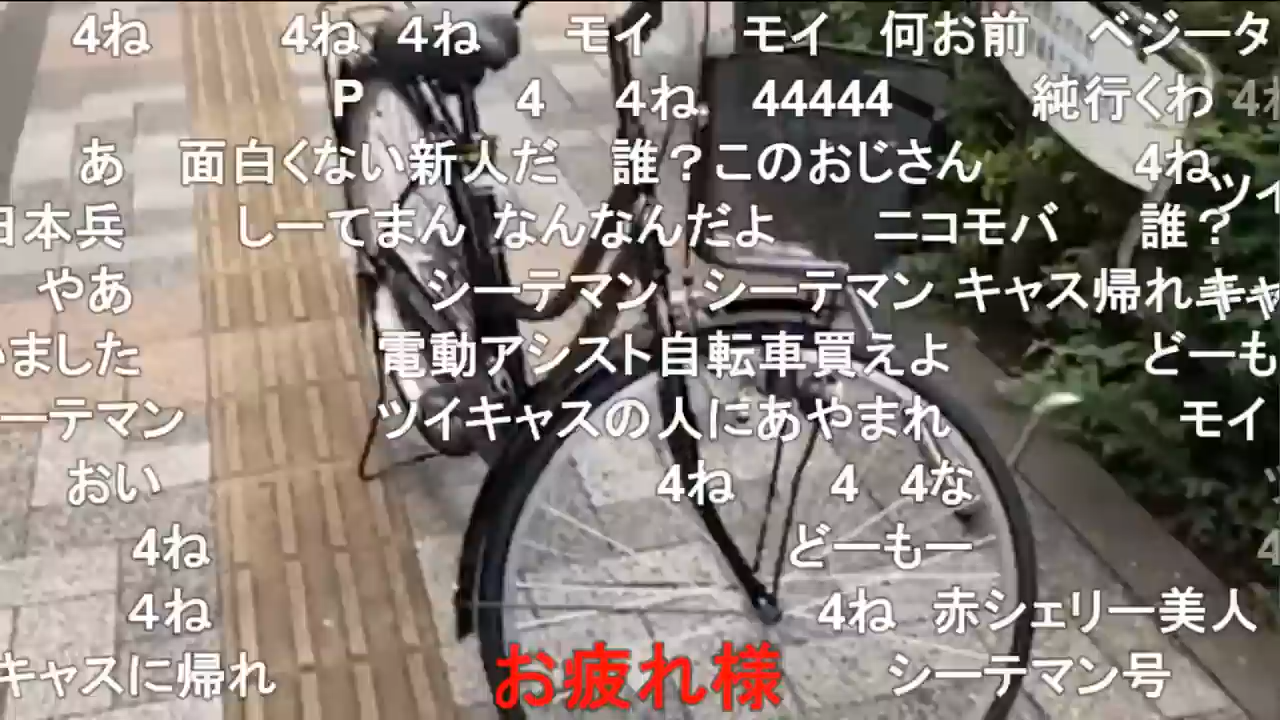 4ね 4ね 4ね モイ モイ 何お前 ベジータ
P 4 4ね. 44444 純行くわ 4ね
あ 面白くない新人だ 誰？このおじさん 4ね ツイ
日本兵 しーてまん なんなんだよ ニコモバ 誰？
やあ シーテマン シーテマン キャス帰れ キャ
いました 電動アシスト自転車買えよ どーも
ーテマン ツイキャスの人にあやまれ モイ
おい 4ね 4 4な
4ね どーもー 4
4ね 4ね 赤シェリー美人
キャスに帰れ お疲れ様 シーテマン号